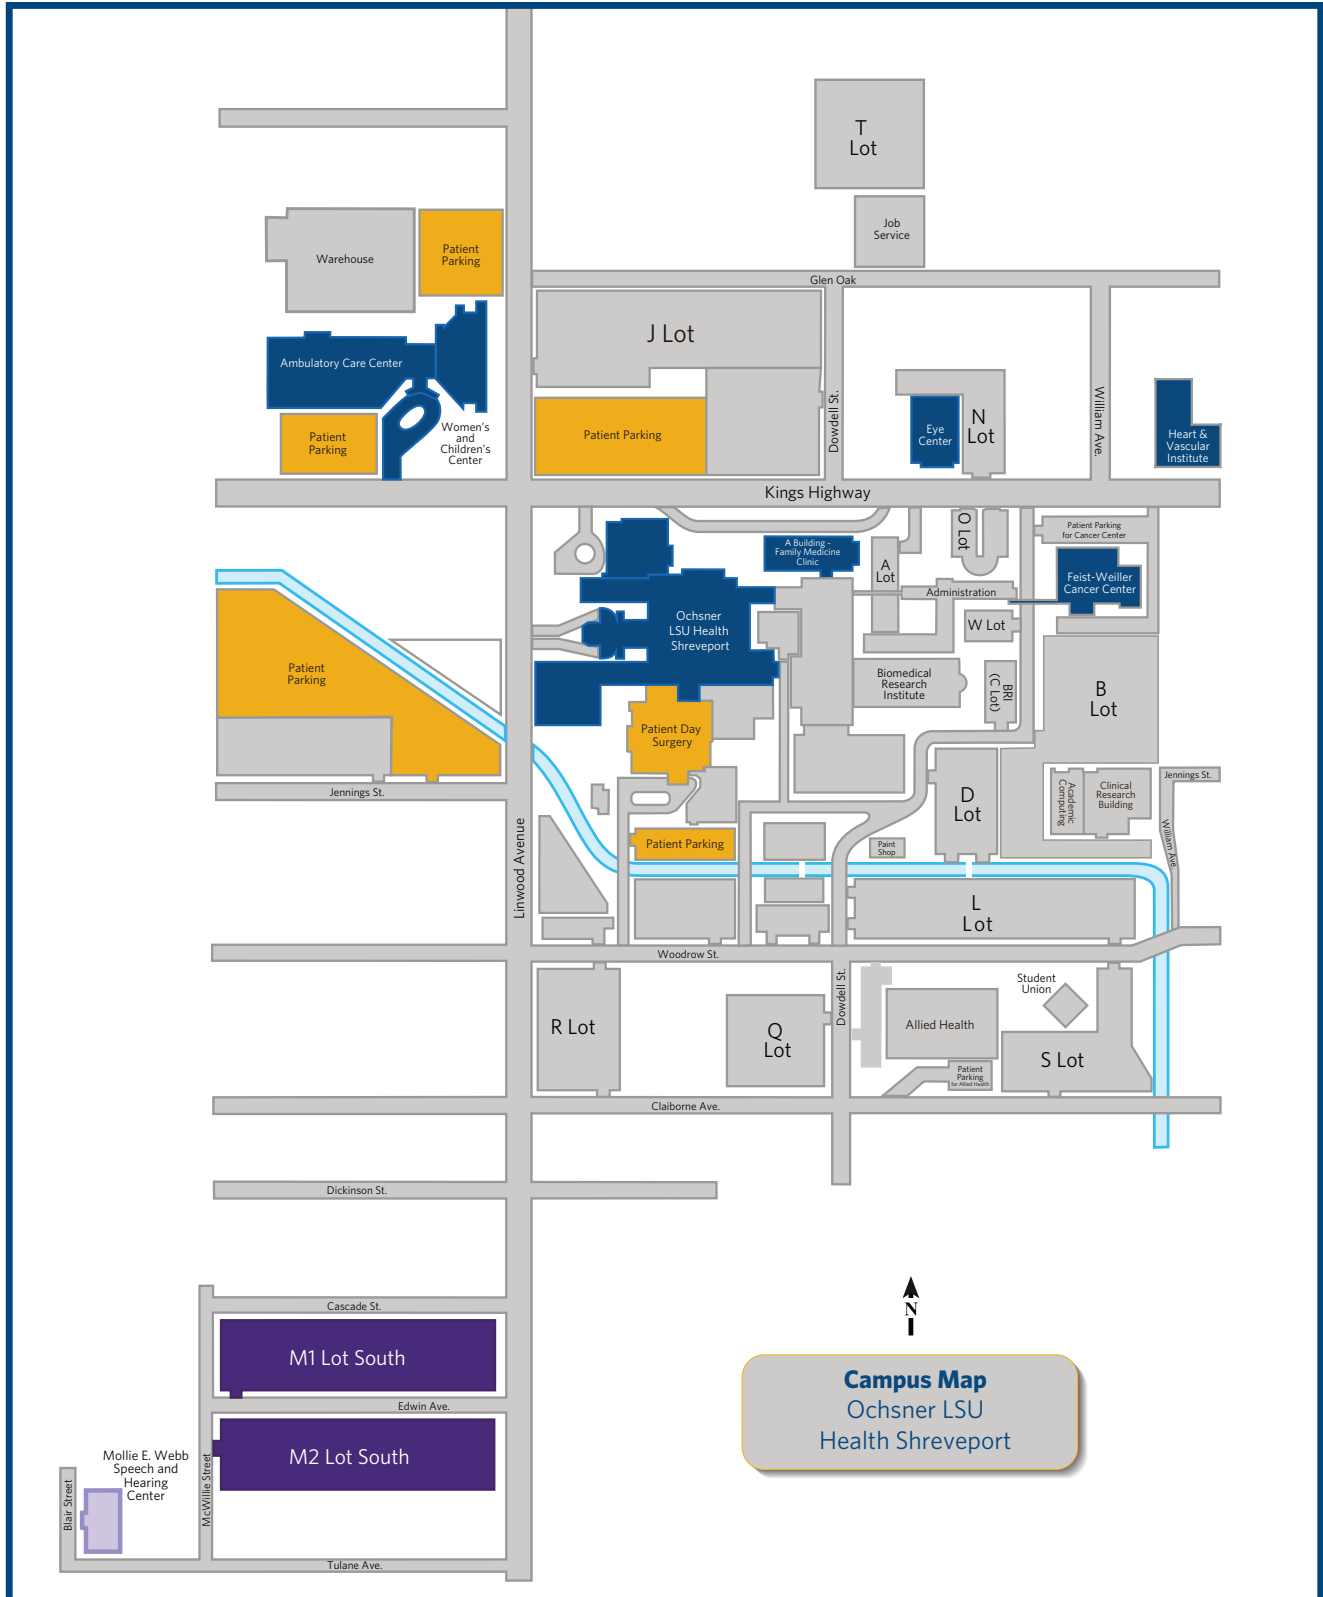 T
Lot
Job
Service
Glen Oak
Warehouse
Patient
Parking
J Lot
Ambulatory Care Center
Women's
and
Children's
Center
Patient
Parking
Patient Parking
Dowdell St.
Eye
Center
N
Lot
William Ave.
Heart &
Vascular
Institute
Kings Highway
A Building -
Family Medicine
Clinic
A
Lot
O Lot
Patient Parking
for Cancer Center
Feist-Weiller
Cancer Center
Administration
Ochsner
LSU Health
Shreveport
W Lot
Patient
Parking
Biomedical
Research
Institute
BRI
(C Lot)
B
Lot
Patient Day
Surgery
Jennings St.
Jennings St.
Academic
Computing
Clinical
Research
Building
D
Lot
William Ave.
Linwood Avenue
Patient Parking
Paint
Shop
L
Lot
Woodrow St.
R Lot
Q
Lot
Dowdell St.
Allied Health
Student
Union
S Lot
Patient
Parking
for Allied Health
Claiborne Ave.
Dickinson St.
Cascade St.
M1 Lot South
Edwin Ave.
M2 Lot South
McWillie Street
Mollie E. Webb
Speech and
Hearing
Center
Blair Street
Tulane Ave.
N
Campus Map
Ochsner LSU
Health Shreveport